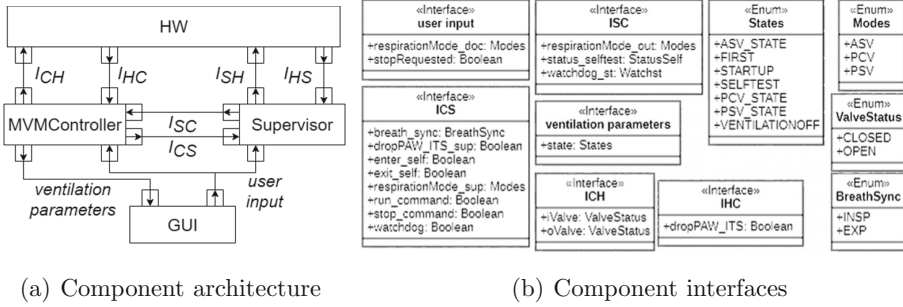 HW
I_CH
I_HC
I_SH
I_HS
MVMController
I_SC
I_CS
Supervisor
ventilation
parameters
user
input
GUI
(a) Component architecture
«Interface»
user input
+respirationMode_doc: Modes
+stopRequested: Boolean
«Interface»
ISC
+respirationMode_out: Modes
+status_selftest: StatusSelf
+watchdog_st: Watchst
«Enum»
States
+ASV_STATE
+FIRST
+STARTUP
+SELFTEST
+PCV_STATE
+PSV_STATE
+VENTILATIONOFF
«Enum»
Modes
+ASV
+PCV
+PSV
«Interface»
ICS
+breath_sync: BreathSync
+dropPAW_ITS_sup: Boolean
+enter_self: Boolean
+exit_self: Boolean
+respirationMode_sup: Modes
+run_command: Boolean
+stop_command: Boolean
+watchdog: Boolean
«Interface»
ventilation parameters
+state: States
«Enum»
ValveStatus
+CLOSED
+OPEN
«Interface»
ICH
+iValve: ValveStatus
+oValve: ValveStatus
«Interface»
IHC
+dropPAW_ITS: Boolean
«Enum»
BreathSync
+INSP
+EXP
(b) Component interfaces